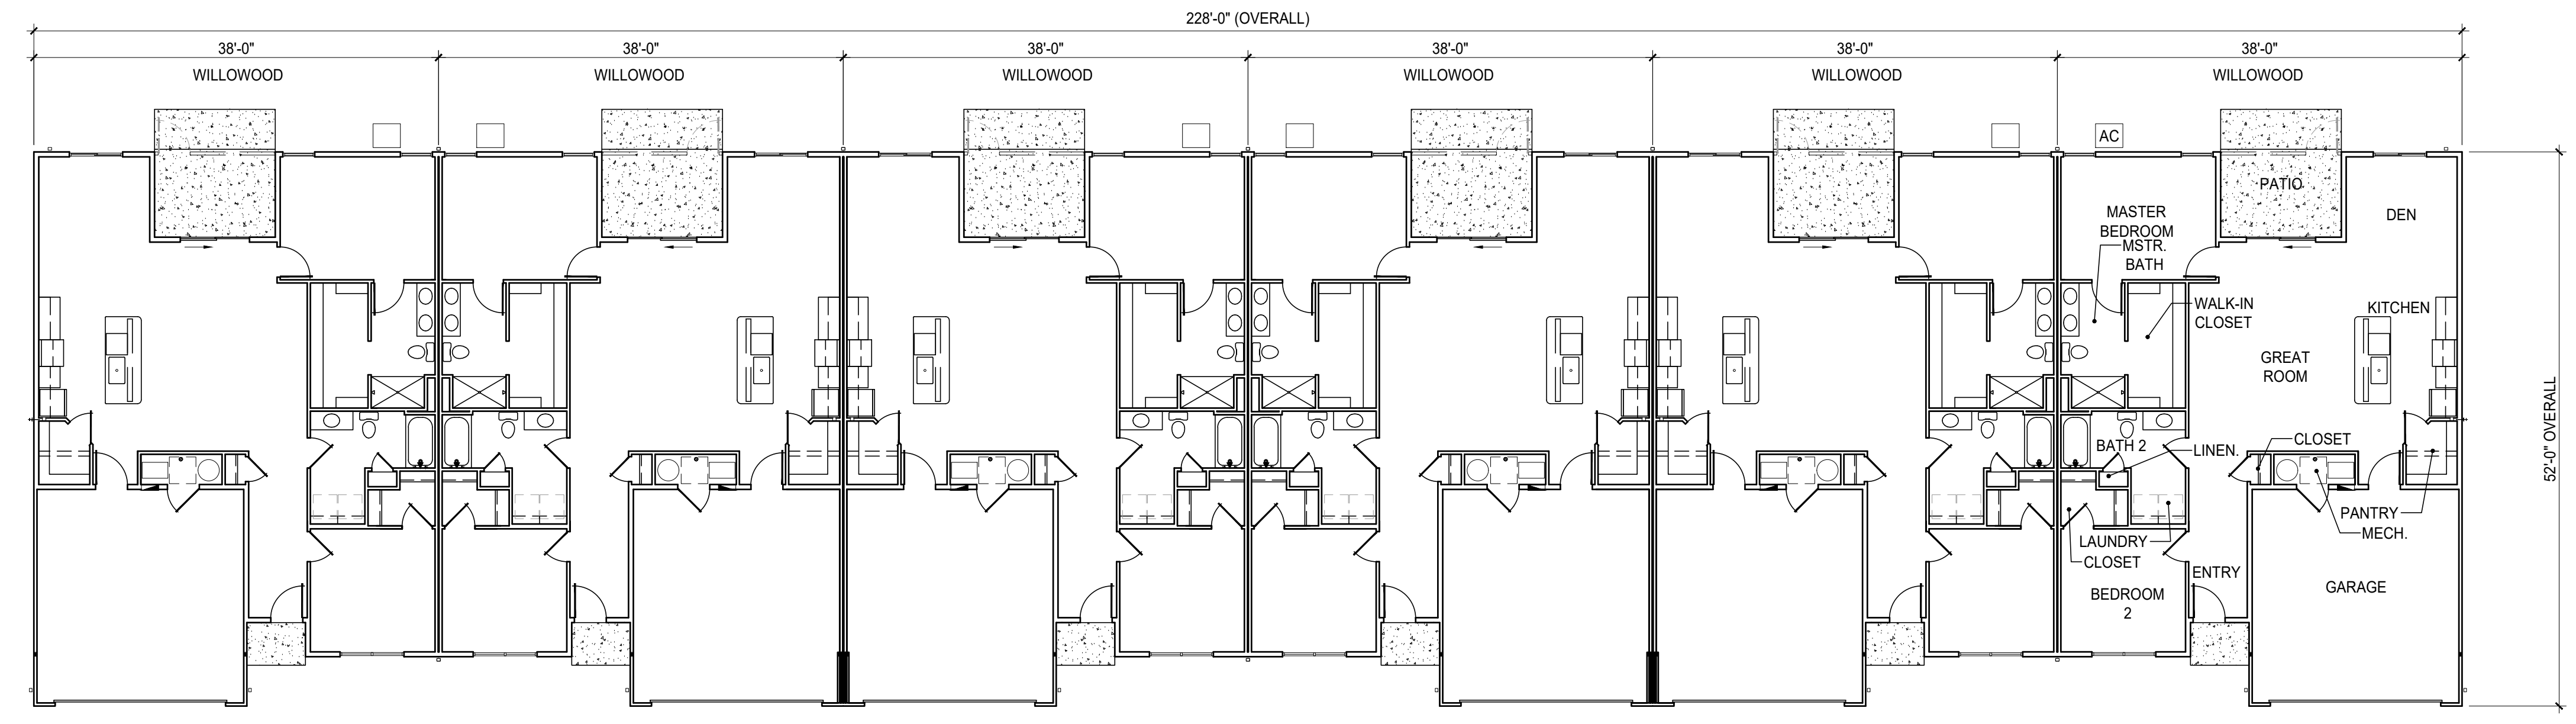 228'-0" (OVERALL)
38'-0"
38'-0"
38'-0"
38'-0"
38'-0"
38'-0"
WILLOWOOD
WILLOWOOD
WILLOWOOD
WILLOWOOD
WILLOWOOD
WILLOWOOD
AC
PATIO
MASTER
BEDROOM
DEN
MSTR.
BATH
WALK-IN
CLOSET
KITCHEN
GREAT
ROOM
52'-0" OVERALL
BATH 2
LINEN.
CLOSET
PANTRY
MECH.
LAUNDRY
CLOSET
ENTRY
BEDROOM
2
GARAGE